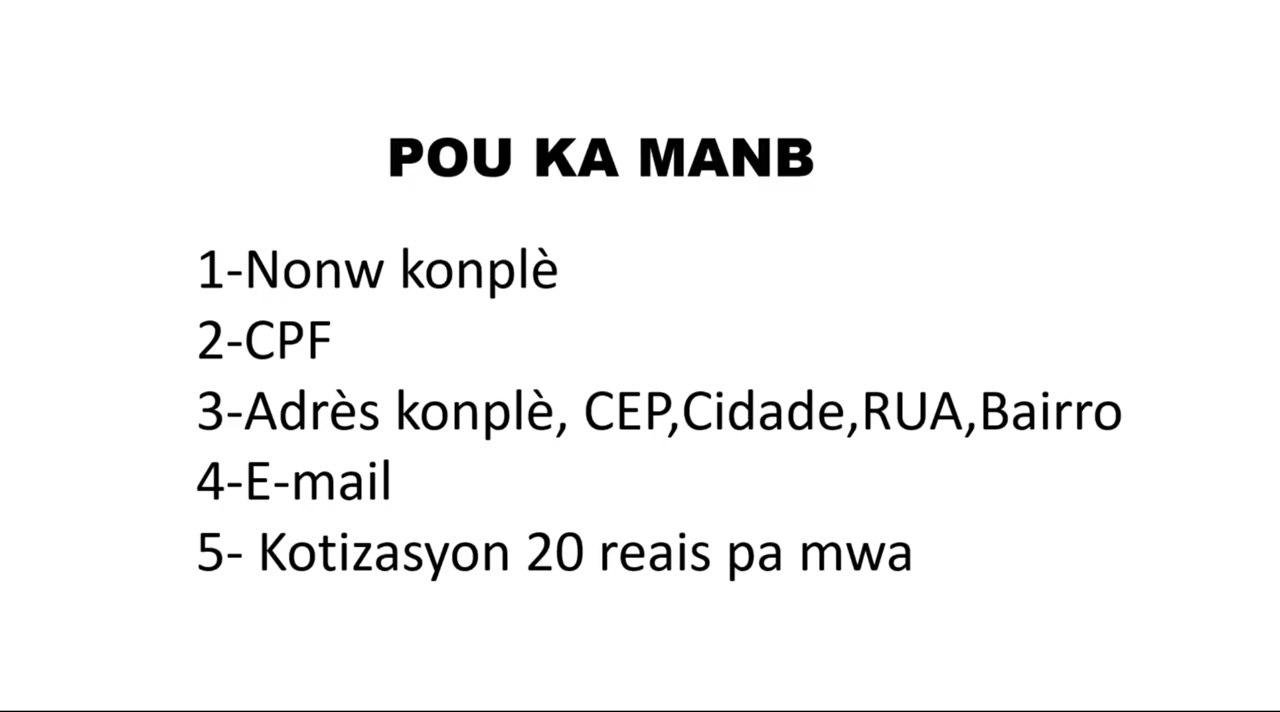 POU KA MANB
1-Nonw konplè
2-CPF
3-Adrès konplè, CEP,Cidade,RUA,Bairro
4-E-mail
5- Kotizasyon 20 reais pa mwa